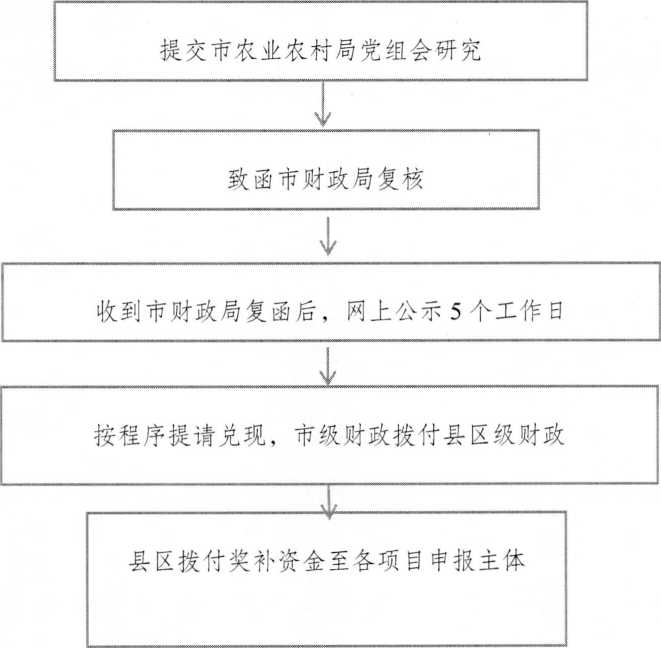 提交市农业农村局党组会研究
致函市财政局复核
收到市财政局复函后，网上公示 5 个工作日
按程序提请兑现，市级财政拨付县区级财政
县区拨付奖补资金至各项目申报主体